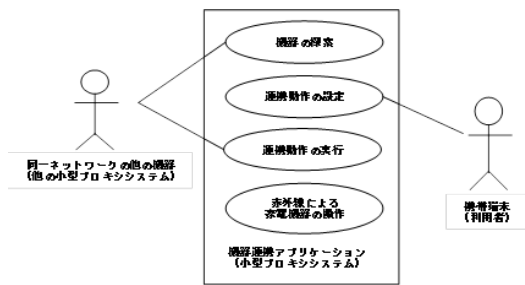 機器の探索
連携動作の設定
連携動作の実行
赤外線による
家電機器の操作
機器連携アプリケーション
(小型プロキシシステム)
同一ネットワークの他の機器
(他の小型プロキシシステム)
携帯端末
(利用者)